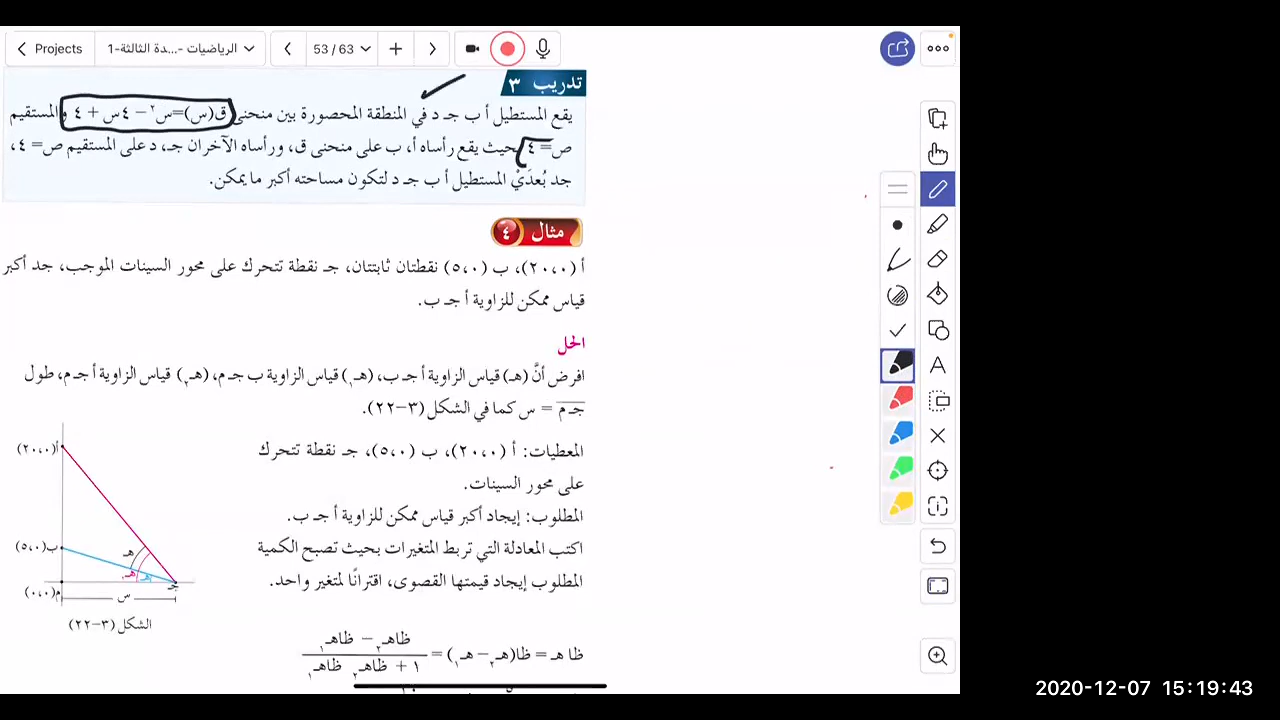 Projects
الرياضيات -...دة الثالثة-1
53 / 63
تدريب ٣
يقع المستطيل أ ب جـ د في المنطقة المحصورة بين منحنى ق(س)=س٢ − ٤س + ٤ والمستقيم
ص= ٤ بحيث يقع رأساه أ، ب على منحنى ق، ورأساه الآخران جـ، د على المستقيم ص= ٤،
جد بُعدَيْ المستطيل أ ب جـ د لتكون مساحته أكبر ما يمكن.
مثال ٤
أ (٢٠،٠)، ب (٥،٠) نقطتان ثابتتان، جـ نقطة تتحرك على محور السينات الموجب، جد أكبر
قياس ممكن للزاوية أ جـ ب.
الحل
افرض أنَّ (هـ) قياس الزاوية أ جـ ب، (هـ١) قياس الزاوية ب جـ م، (هـ٢) قياس الزاوية أ جـ م، طول
جـ م = س كما في الشكل (٣-٢٢).
المعطيات: أ (٢٠،٠)، ب (٥،٠)، جـ نقطة تتحرك
على محور السينات.
المطلوب: إيجاد أكبر قياس ممكن للزاوية أ جـ ب.
اكتب المعادلة التي تربط المتغيرات بحيث تصبح الكمية
المطلوب إيجاد قيمتها القصوى، اقترانًا لمتغير واحد.
أ(٢٠،٠)
ب(٥،٠)
م(٠،٠)
هـ
هـ٢
هـ١
جـ
س
الشكل (٣-٢٢)
ظا هـ = ظا(هـ٢ − هـ١) = (ظاهـ٢ − ظاهـ١) / (١ + ظاهـ٢ ظاهـ١)
A
2020-12-07 15:19:43